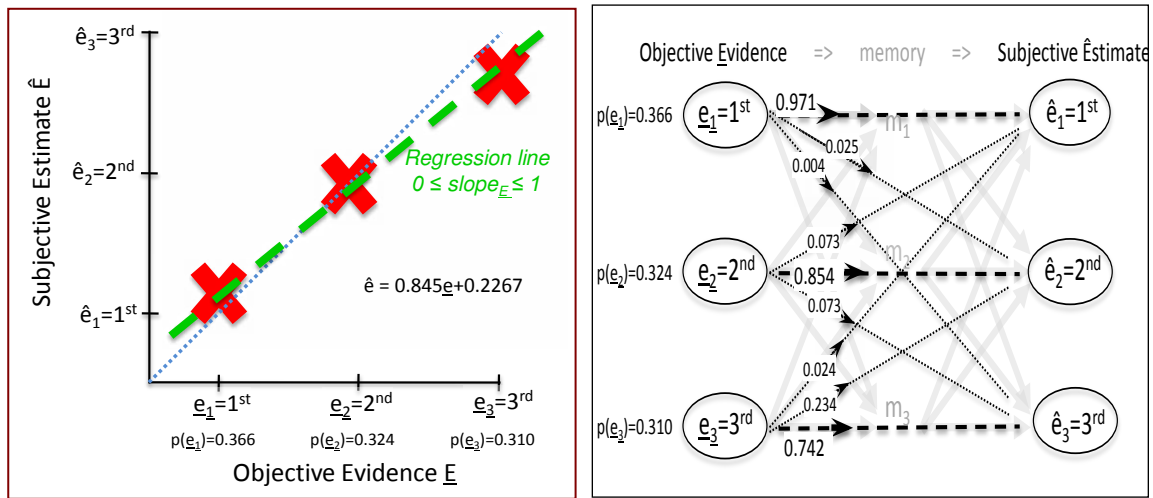 Subjective Estimate Ê
ê3=3rd
ê2=2nd
ê1=1st
Regression line
0 ≤ slopeE ≤ 1
ê = 0.845e+0.2267
e1=1st
e2=2nd
e3=3rd
p(e1)=0.366
p(e2)=0.324
p(e3)=0.310
Objective Evidence E
Objective Evidence => memory => Subjective Êstimate
p(e1)=0.366
e1=1st
0.971
m1
ê1=1st
0.025
0.004
0.073
p(e2)=0.324
e2=2nd
0.854
ê2=2nd
0.073
0.024
0.234
p(e3)=0.310
e3=3rd
m3
ê3=3rd
0.742